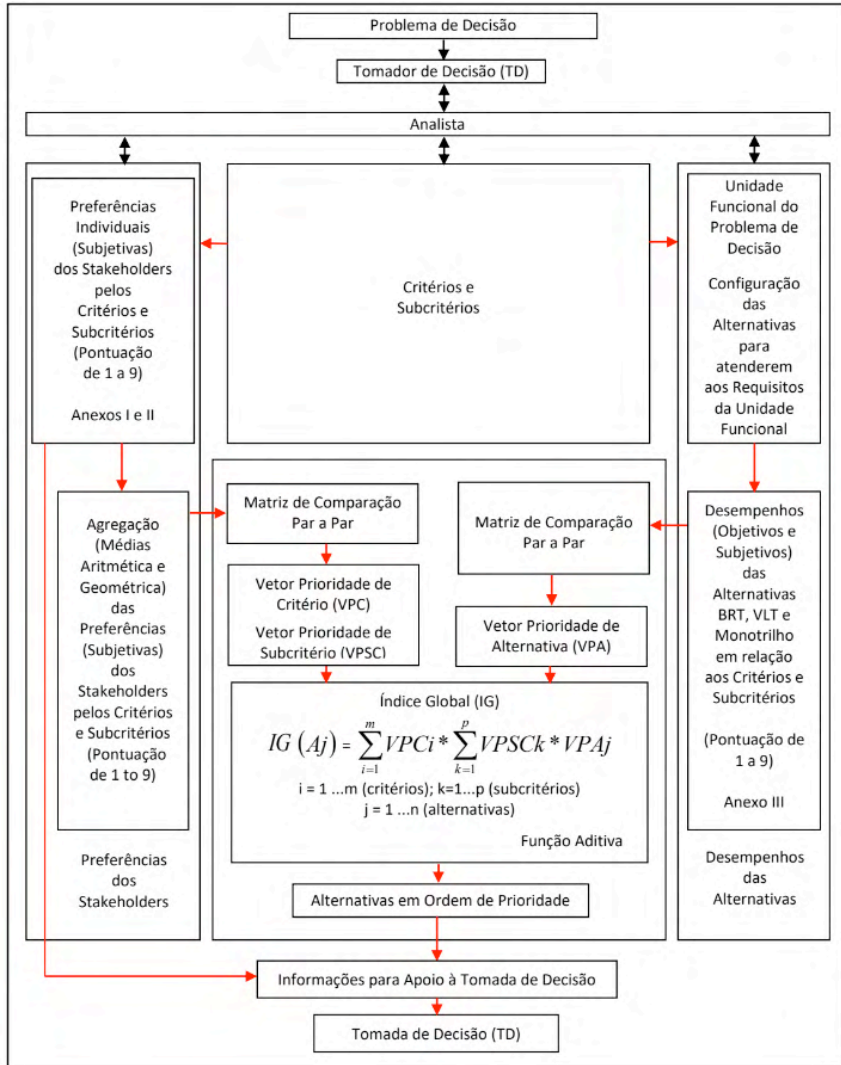 Problema de Decisão
Tomador de Decisão (TD)
Analista
Preferências
Individuais
(Subjetivas)
dos Stakeholders
pelos
Critérios e
Subcritérios
(Pontuação
de 1 a 9)
Anexos I e II
Critérios e
Subcritérios
Unidade
Funcional do
Problema de
Decisão
Configuração
das
Alternativas
para
atenderem
aos Requisitos
da Unidade
Funcional
Agregação
(Médias
Aritmética e
Geométrica)
das
Preferências
(Subjetivas)
dos
Stakeholders
pelos Critérios
e Subcritérios
(Pontuação
de 1 to 9)
Preferências
dos
Stakeholders
Matriz de Comparação
Par a Par
Vetor Prioridade de
Critério (VPC)
Vetor Prioridade de
Subcritério (VPSC)
Matriz de Comparação
Par a Par
Vetor Prioridade de
Alternativa (VPA)
Desempenhos
(Objetivos e
Subjetivos)
das
Alternativas
BRT, VLT e
Monotrilho
em relação
aos Critérios e
Subcritérios
(Pontuação de
1 a 9)
Anexo III
Desempenhos
das
Alternativas
Índice Global (IG)
IG (Aj) = ∑_{i=1}^{m} VPCi * ∑_{k=1}^{p} VPSCk * VPAj
i = 1 ...m (critérios); k=1...p (subcritérios)
j = 1 ...n (alternativas)
Função Aditiva
Alternativas em Ordem de Prioridade
Informações para Apoio à Tomada de Decisão
Tomada de Decisão (TD)